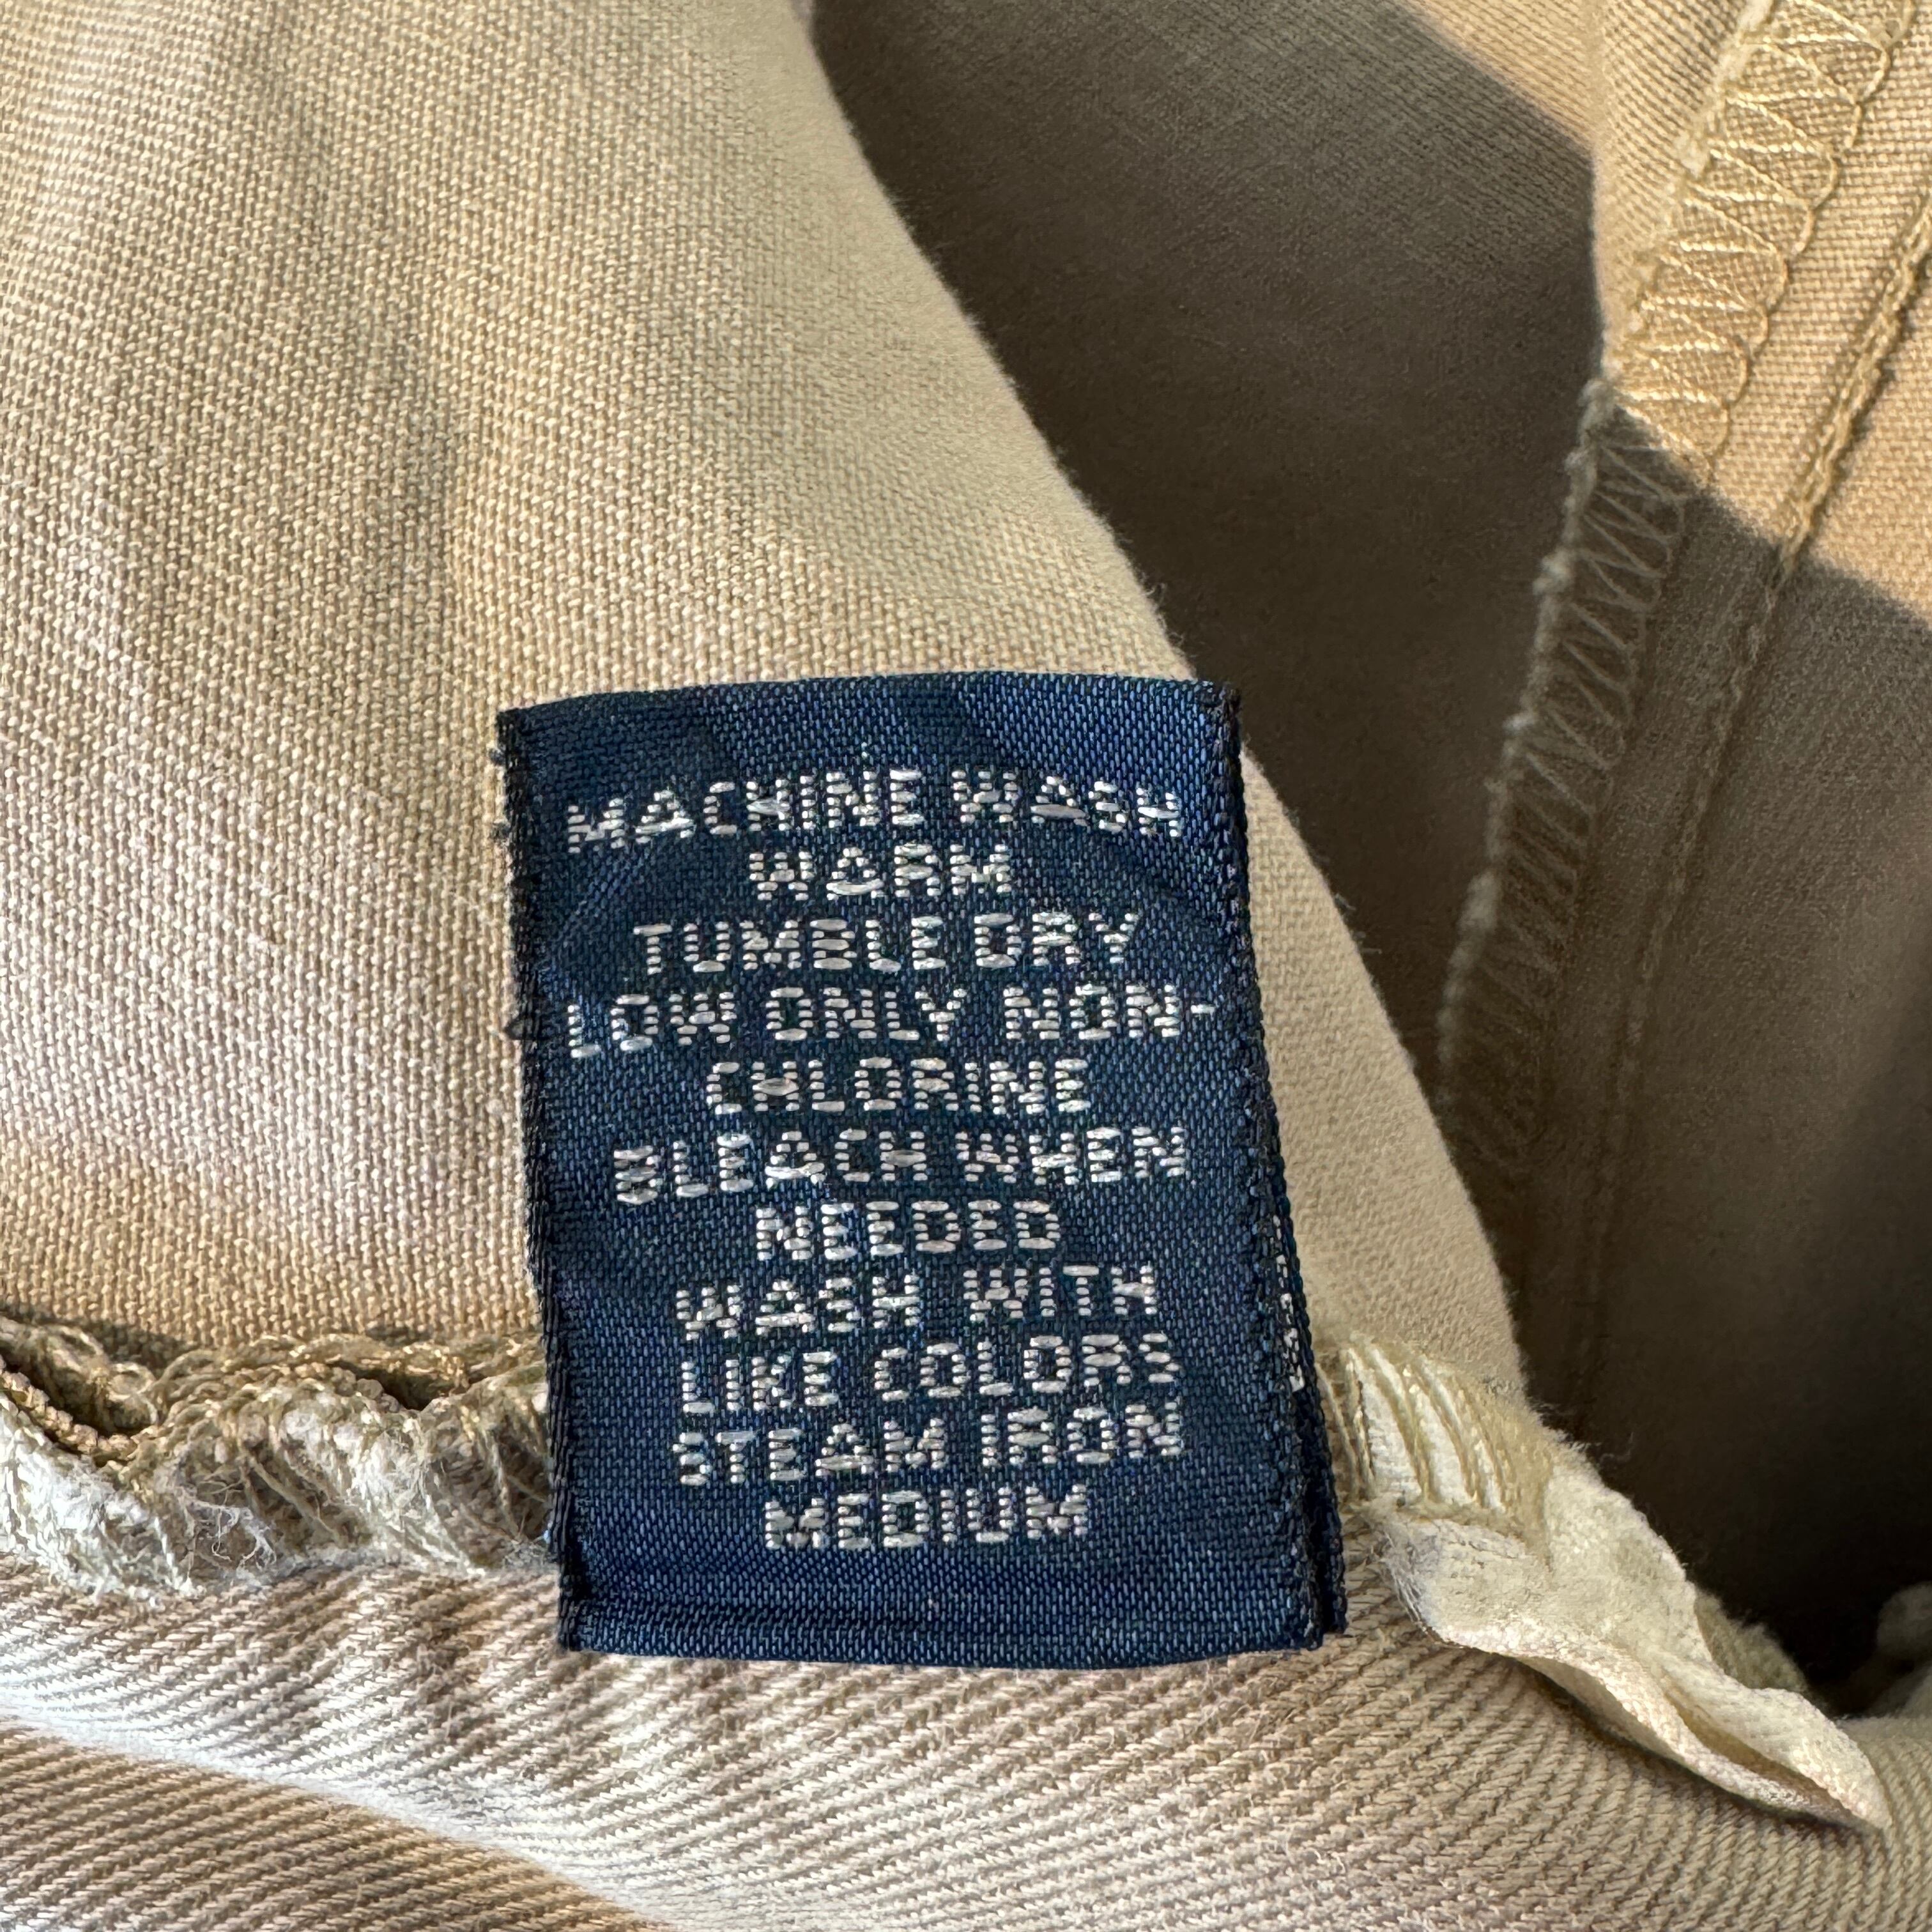 MACHINE WASH
WARM
TUMBLE DRY
LOW ONLY NON-
CHLORINE
BLEACH WHEN
NEEDED
WASH WITH
LIKE COLORS
STEAM IRON
MEDIUM